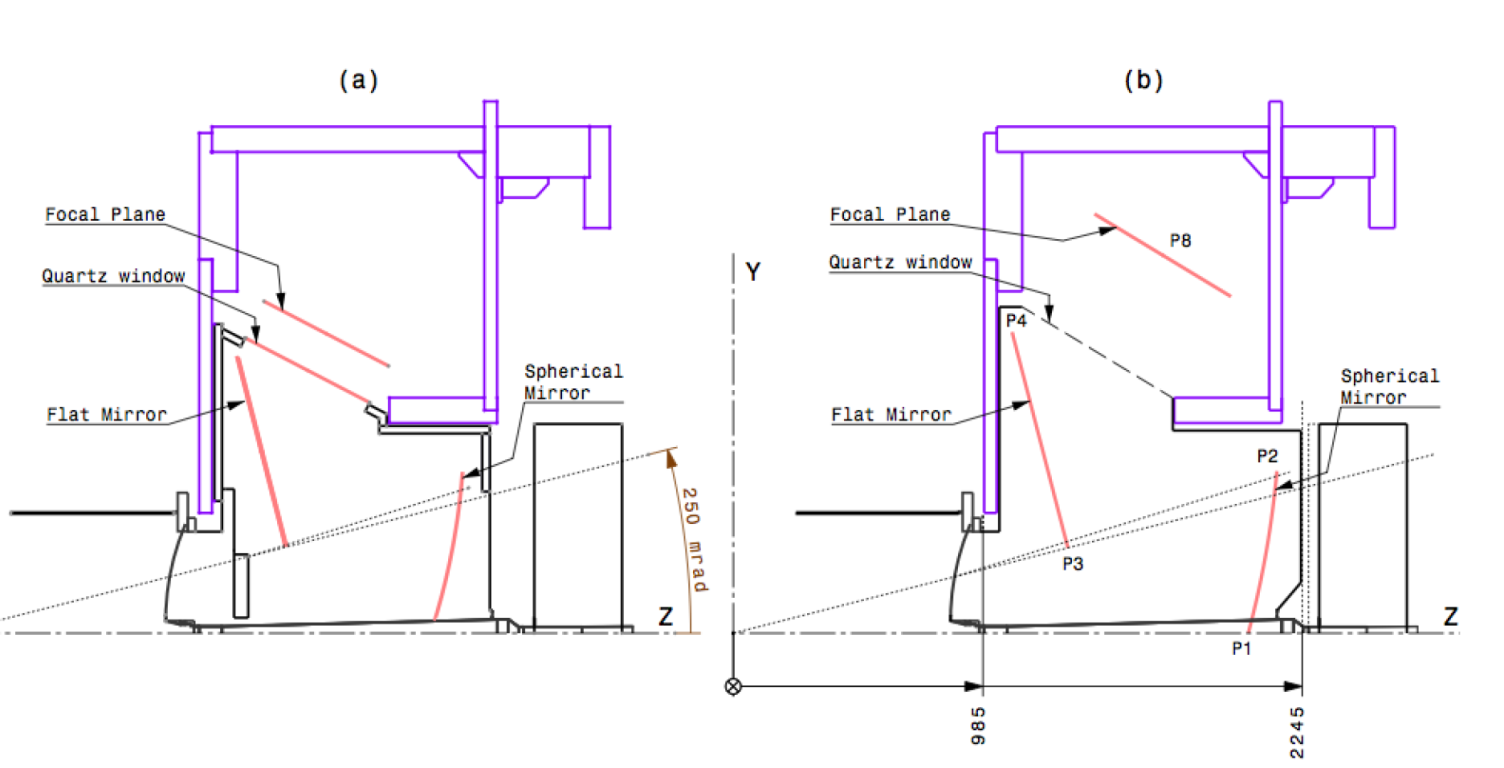 (a)
Focal Plane
Quartz window
Flat Mirror
Spherical
Mirror
250 mrad
Z
(b)
Y
Focal Plane
P8
Quartz window
P4
Flat Mirror
Spherical
Mirror
P2
P3
Z
P1
985
2245